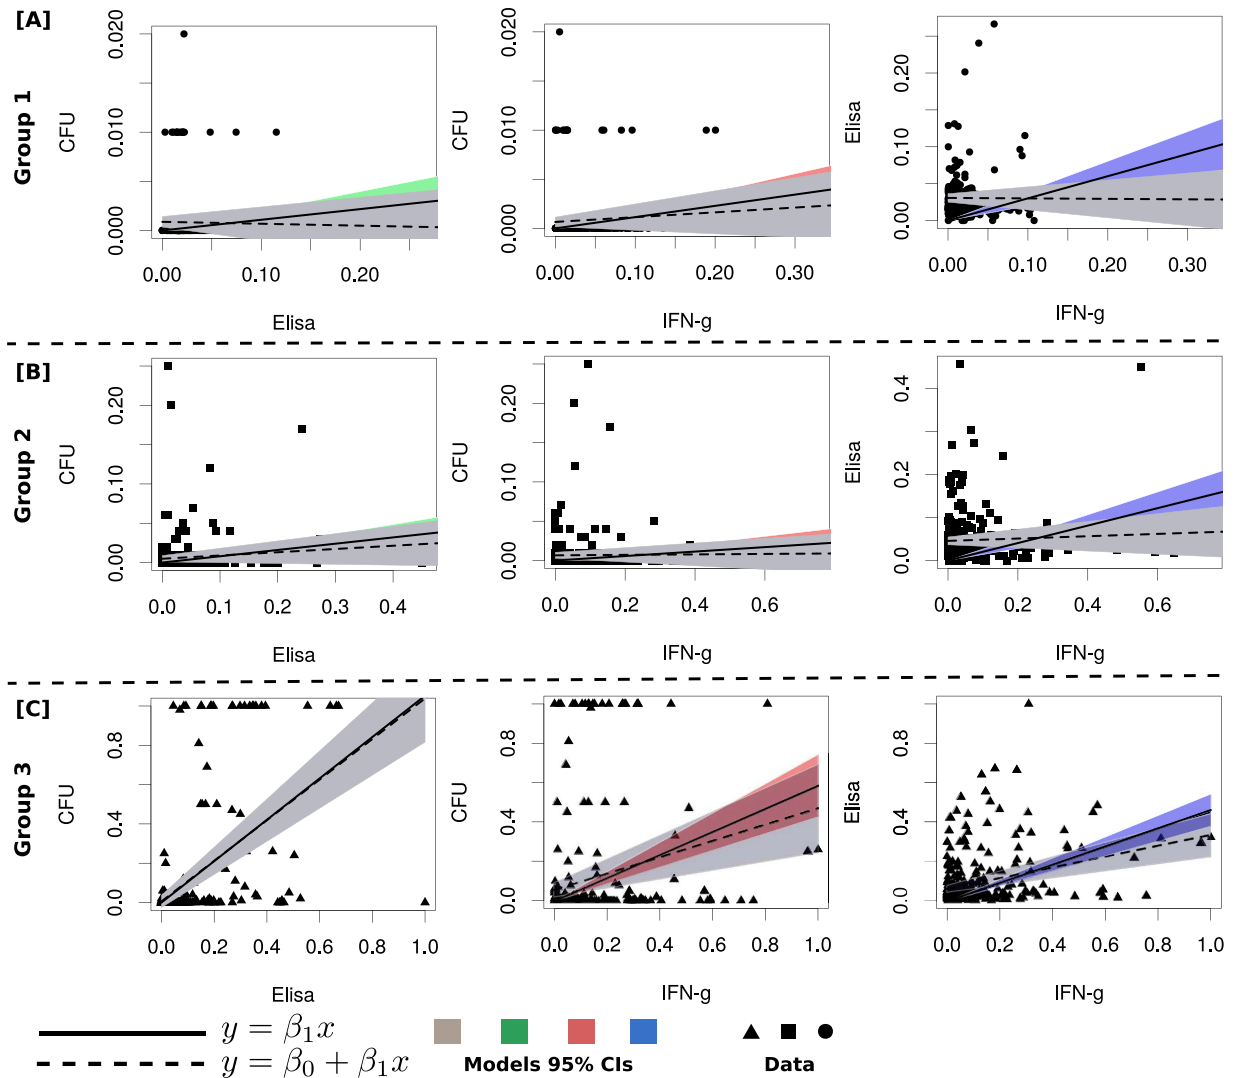 [A]
Group 1
CFU
0.000 0.010 0.020
0.00 0.10 0.20
Elisa
CFU
0.000 0.010 0.020
0.00 0.10 0.20 0.30
IFN-g
Elisa
0.00 0.10 0.20
0.00 0.10 0.20 0.30
IFN-g
[B]
Group 2
CFU
0.00 0.10 0.20
0.0 0.1 0.2 0.3 0.4
Elisa
CFU
0.00 0.10 0.20
0.0 0.2 0.4 0.6
IFN-g
Elisa
0.0 0.2 0.4
0.0 0.2 0.4 0.6
IFN-g
[C]
Group 3
CFU
0.0 0.4 0.8
0.0 0.2 0.4 0.6 0.8 1.0
Elisa
CFU
0.0 0.4 0.8
0.0 0.2 0.4 0.6 0.8 1.0
IFN-g
Elisa
0.0 0.4 0.8
0.0 0.2 0.4 0.6 0.8 1.0
IFN-g
y = β₁x
y = β₀ + β₁x
Models 95% CIs
Data